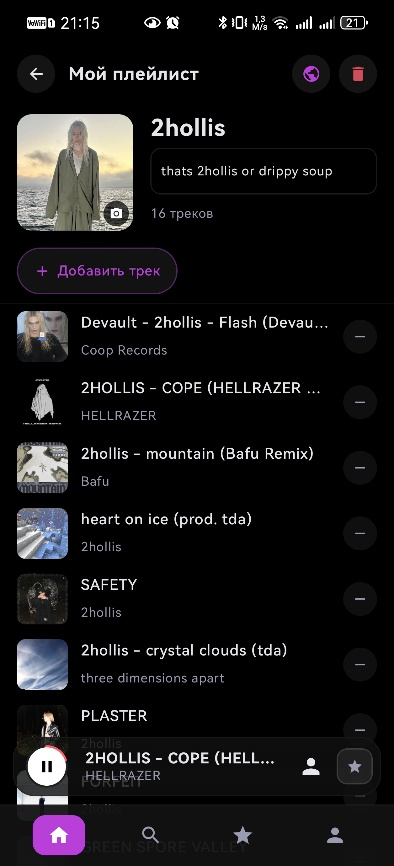 VoWiFi 1 21:15 1,3 M/s 21
Мой плейлист
2hollis
thats 2hollis or drippy soup
16 треков
+ Добавить трек
Devault - 2hollis - Flash (Devau...
Coop Records
2HOLLIS - COPE (HELLRAZER ...
HELLRAZER
2hollis - mountain (Bafu Remix)
Bafu
heart on ice (prod. tda)
2hollis
SAFETY
2hollis
2hollis - crystal clouds (tda)
three dimensions apart
PLASTER
2hollis
2HOLLIS - COPE (HELL...
HELLRAZER
FORFEIT
GREEN SPORE VALLEY